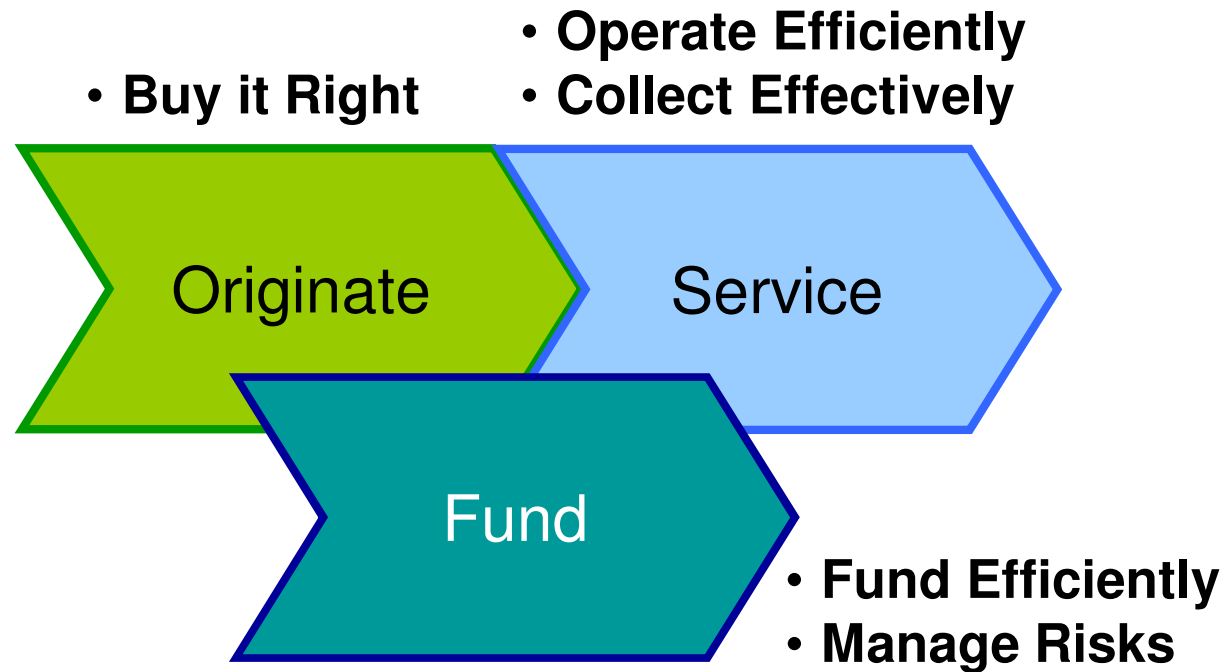 • Buy it Right
• Operate Efficiently
• Collect Effectively
Originate
Service
Fund
• Fund Efficiently
• Manage Risks